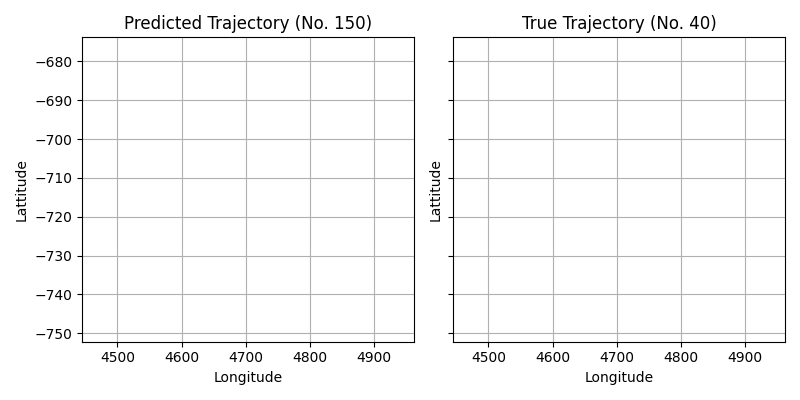 Predicted Trajectory (No. 150)
True Trajectory (No. 40)
−680
−690
−700
−710
−720
−730
−740
−750
Lattitude
Lattitude
4500 4600 4700 4800 4900
4500 4600 4700 4800 4900
Longitude
Longitude